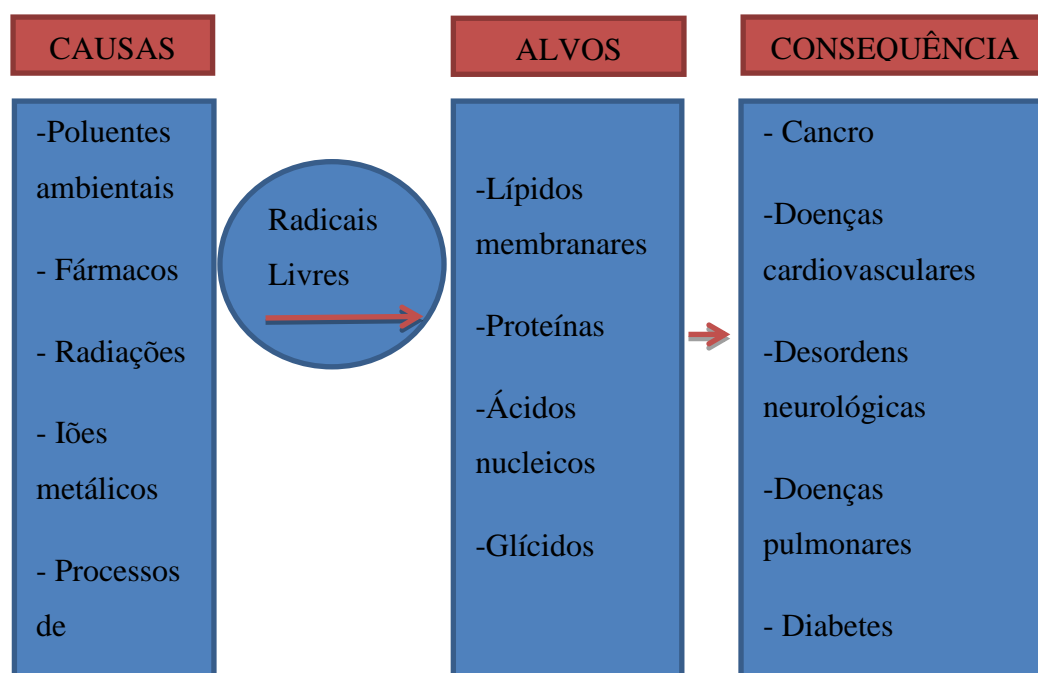 CAUSAS
-Poluentes
ambientais
- Fármacos
- Radiações
- Iões
metálicos
- Processos
de
Radicais
Livres
ALVOS
-Lípidos
membranares
-Proteínas
-Ácidos
nucleicos
-Glícidos
CONSEQUÊNCIA
- Cancro
-Doenças
cardiovasculares
-Desordens
neurológicas
-Doenças
pulmonares
- Diabetes